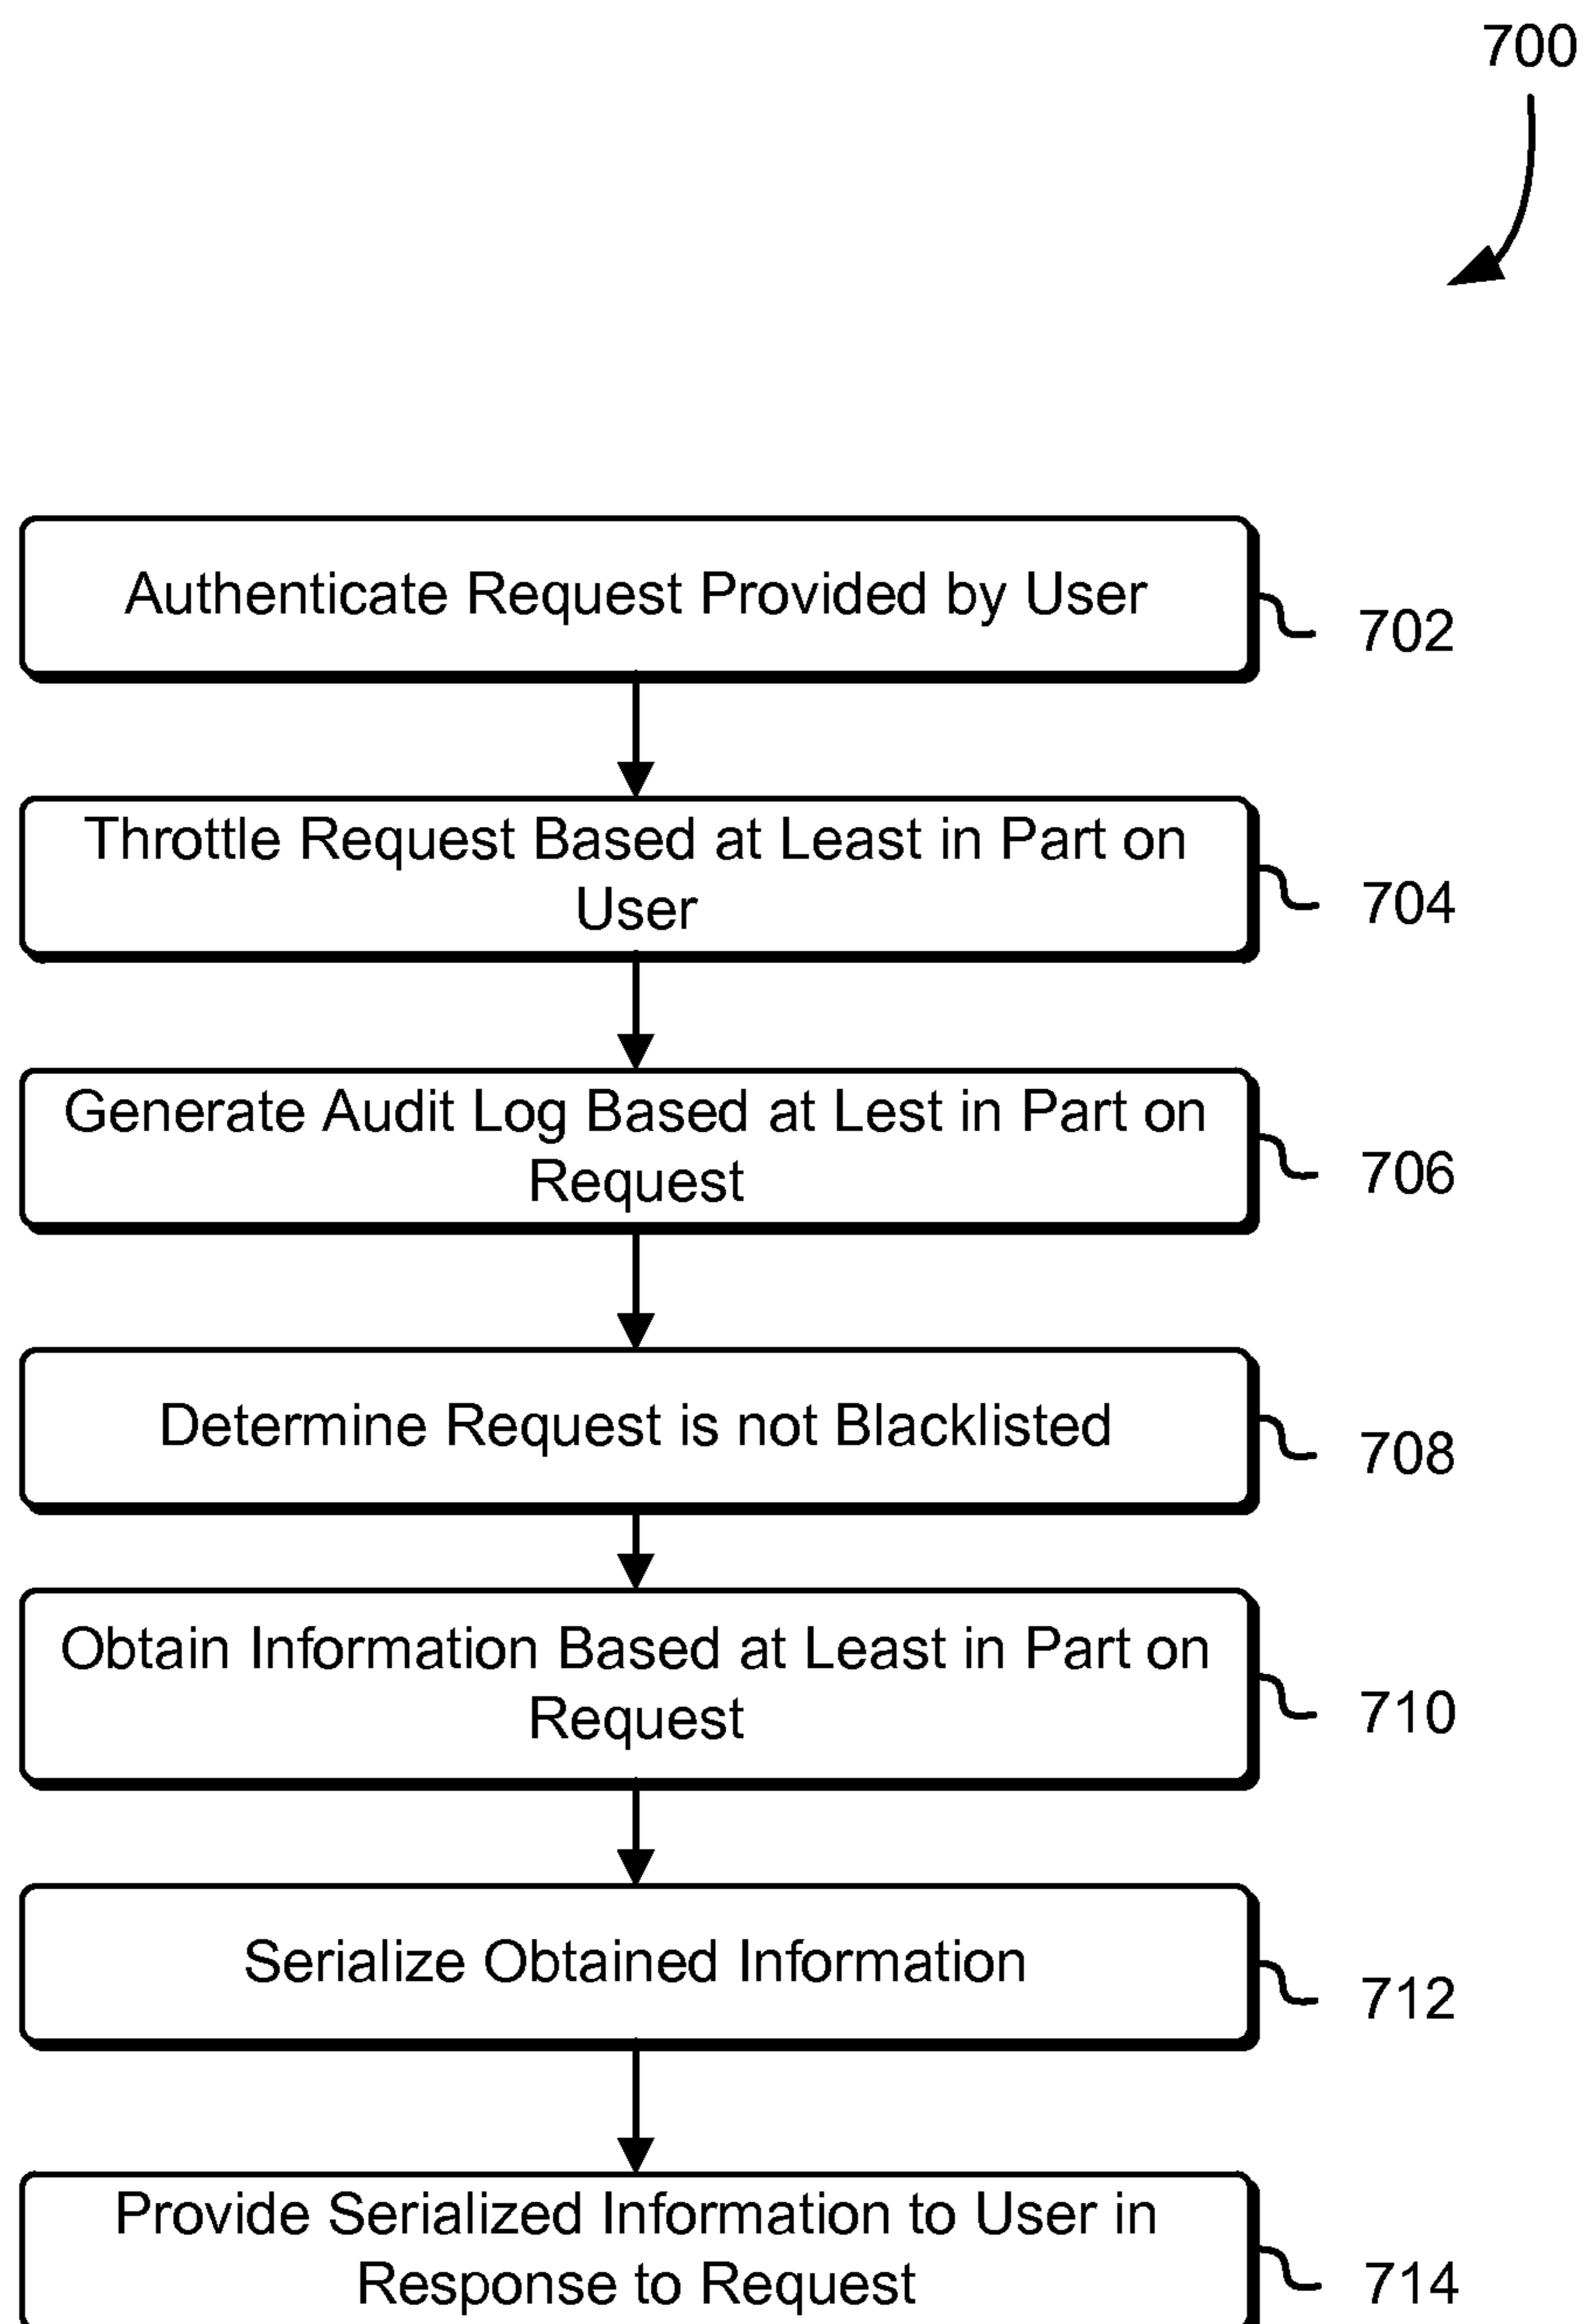 700
Authenticate Request Provided by User
702
Throttle Request Based at Least in Part on
User
704
Generate Audit Log Based at Lest in Part on
Request
706
Determine Request is not Blacklisted
708
Obtain Information Based at Least in Part on
Request
710
Serialize Obtained Information
712
Provide Serialized Information to User in
Response to Request
714